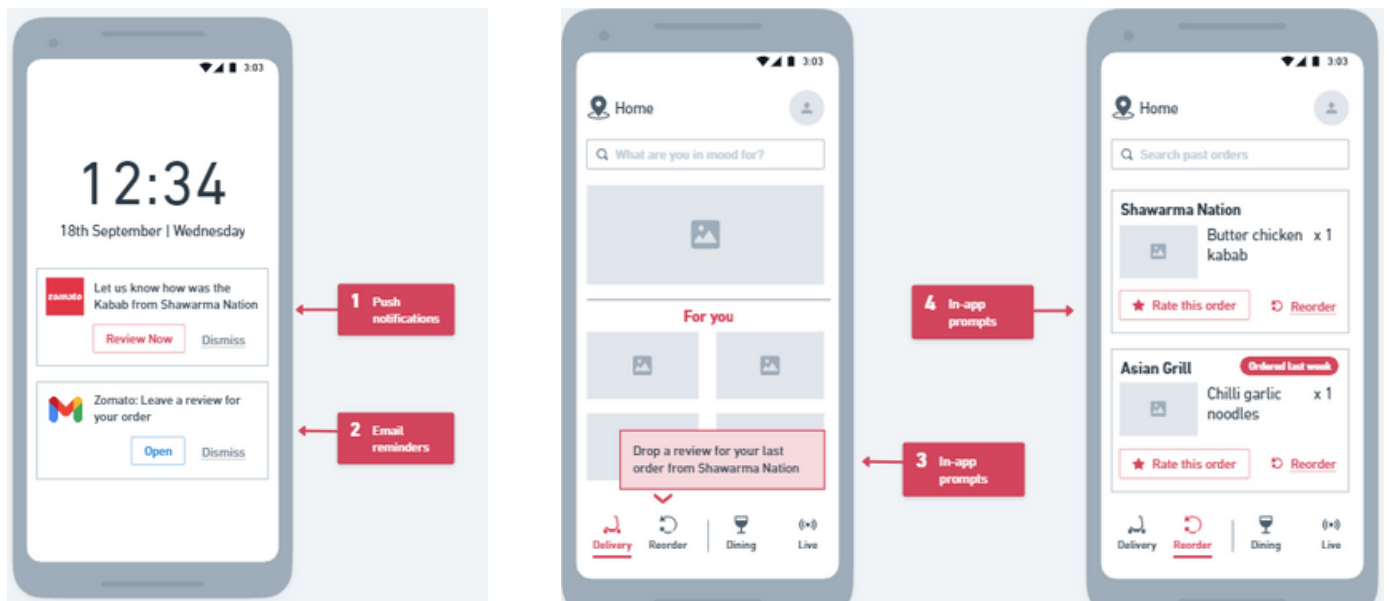 3:03
12:34
18th September | Wednesday
zomato
Let us know how was the
Kabab from Shawarma Nation
Review Now
Dismiss
Zomato: Leave a review for
your order
Open
Dismiss
1 Push
notifications
2 Email
reminders
3:03
Home
What are you in mood for?
For you
Drop a review for your last
order from Shawarma Nation
Delivery
Reorder
Dining
Live
4 In-app
prompts
3 In-app
prompts
3:03
Home
Search past orders
Shawarma Nation
Butter chicken x 1
kabab
Rate this order
Reorder
Asian Grill
Ordered last week
Chilli garlic x 1
noodles
Rate this order
Reorder
Delivery
Reorder
Dining
Live